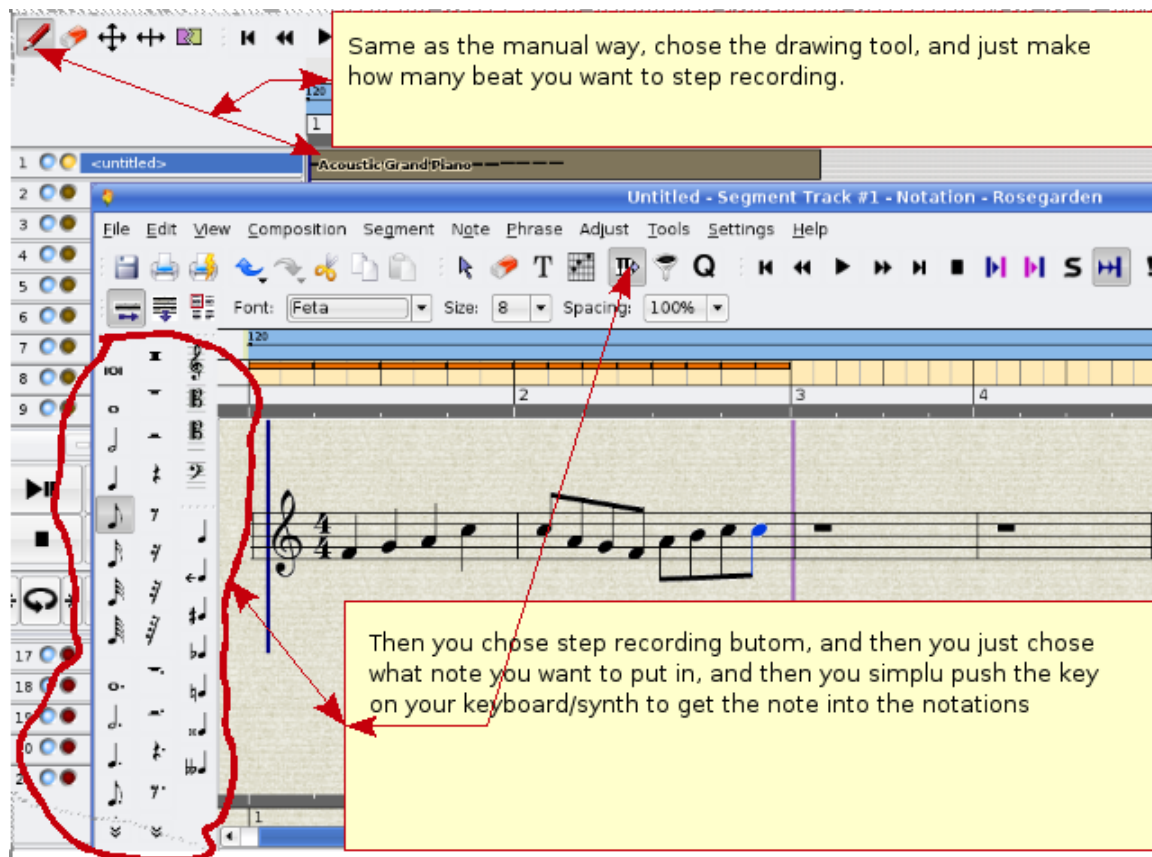 Same as the manual way, chose the drawing tool, and just make
how many beat you want to step recording.
120
1
1 <untitled> Acoustic Grand Piano
2
Untitled - Segment Track #1 - Notation - Rosegarden
3
File Edit View Composition Segment Note Phrase Adjust Tools Settings Help
4
T Q S
5
6
Font: Feta Size: 8 Spacing: 100%
7
120
8
9
2 3 4
4
4
Then you chose step recording butom, and then you just chose
what note you want to put in, and then you simplu push the key
on your keyboard/synth to get the note into the notations
17
18
1